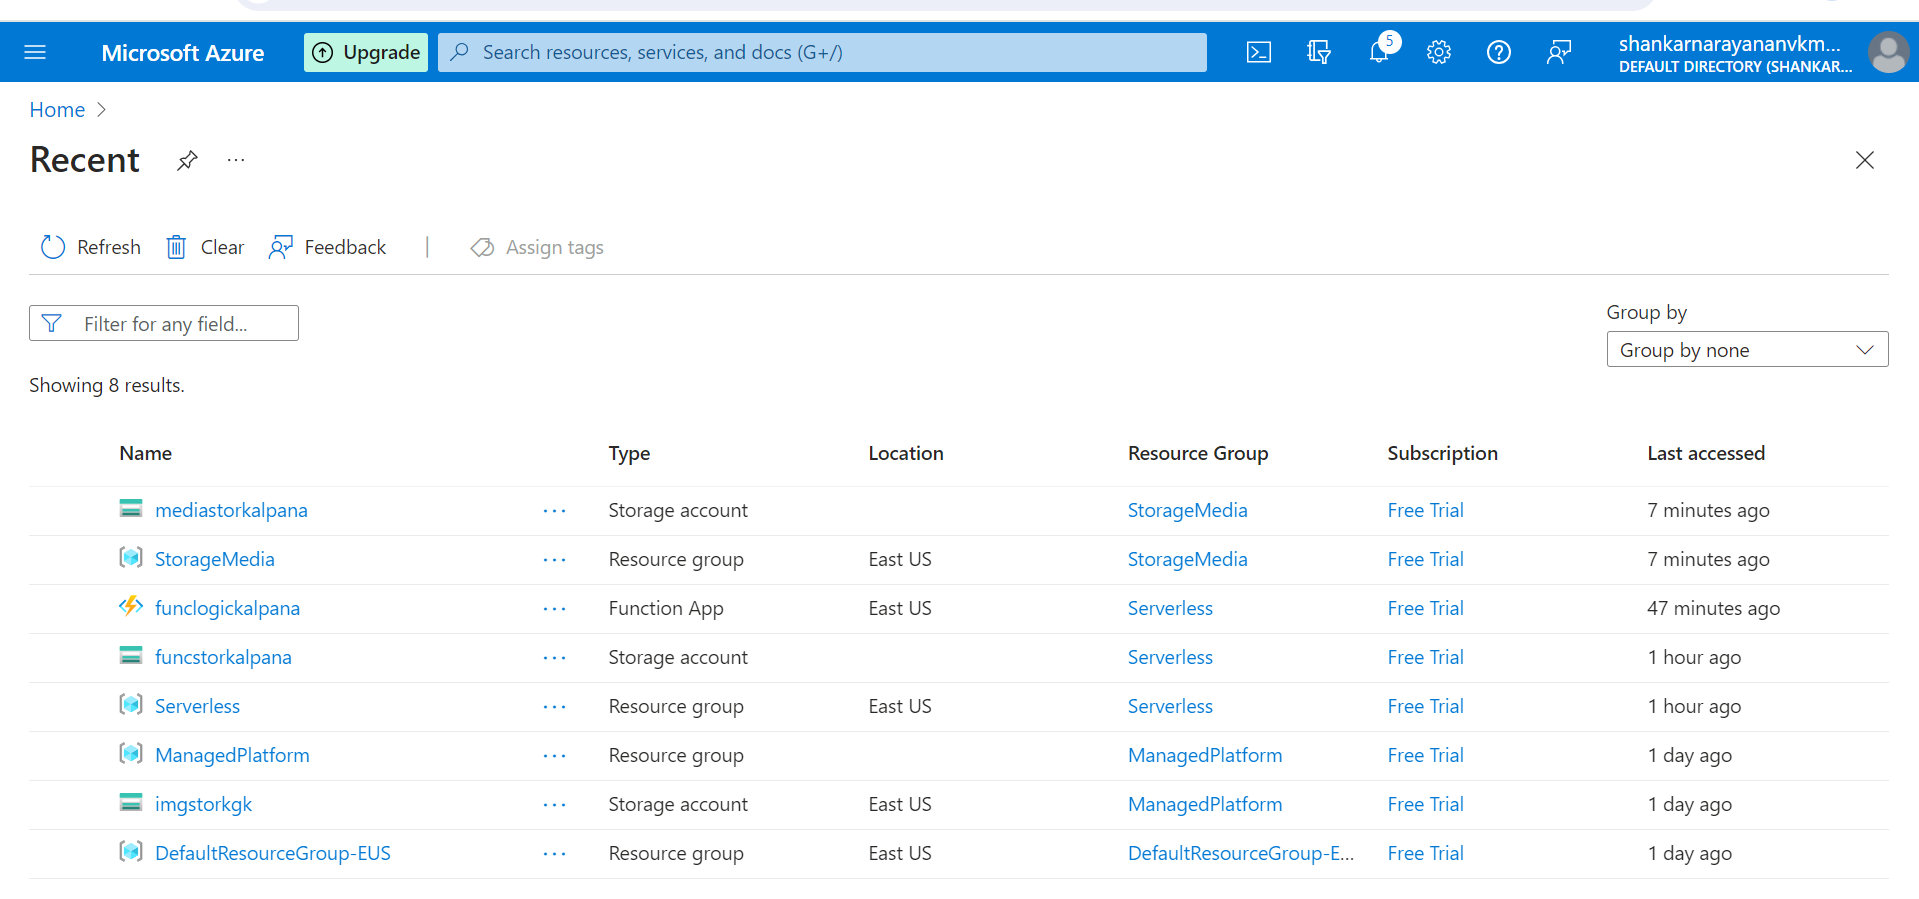 Microsoft Azure Upgrade Search resources, services, and docs (G+/) 5 shankarnarayananvkm...
DEFAULT DIRECTORY (SHANKAR...
Home >
Recent ...
Refresh Clear Feedback | Assign tags
Filter for any field...
Group by
Group by none
Showing 8 results.
Name Type Location Resource Group Subscription Last accessed
mediastorkalpana ... Storage account StorageMedia Free Trial 7 minutes ago
StorageMedia ... Resource group East US StorageMedia Free Trial 7 minutes ago
funclogickalpana ... Function App East US Serverless Free Trial 47 minutes ago
funcstorkalpana ... Storage account Serverless Free Trial 1 hour ago
Serverless ... Resource group East US Serverless Free Trial 1 hour ago
ManagedPlatform ... Resource group ManagedPlatform Free Trial 1 day ago
imgstorkgk ... Storage account East US ManagedPlatform Free Trial 1 day ago
DefaultResourceGroup-EUS ... Resource group East US DefaultResourceGroup-E... Free Trial 1 day ago